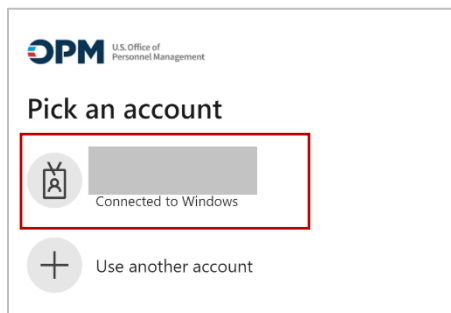 OPM U.S. Office of
Personnel Management
Pick an account
Connected to Windows
Use another account